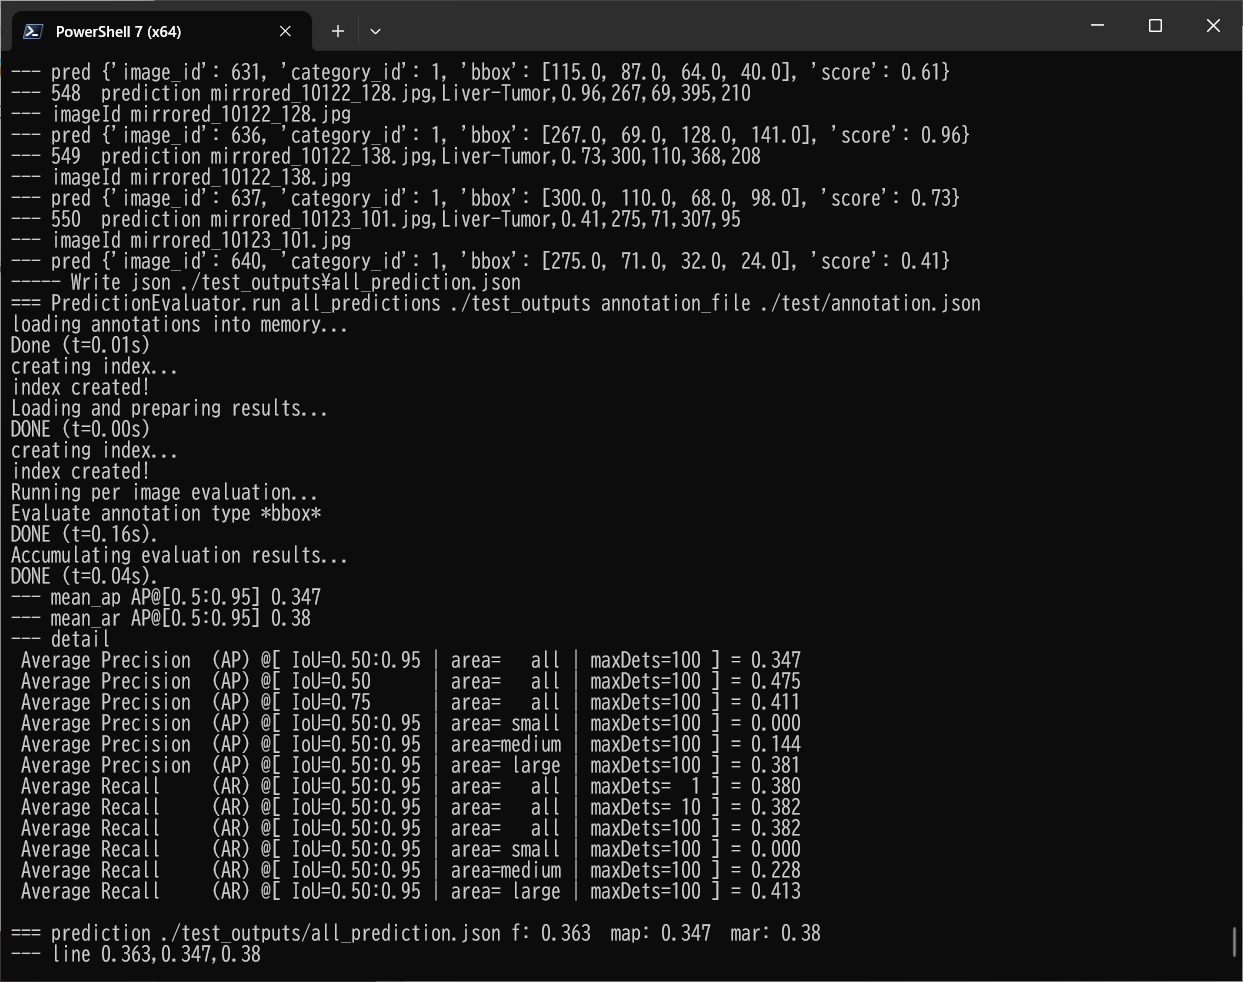 PowerShell 7 (x64)
--- pred {'image_id': 631, 'category_id': 1, 'bbox': [115.0, 87.0, 64.0, 40.0], 'score': 0.61}
--- 548  prediction mirrored_10122_128.jpg,Liver-Tumor,0.96,267,69,395,210
--- imageId mirrored_10122_128.jpg
--- pred {'image_id': 636, 'category_id': 1, 'bbox': [267.0, 69.0, 128.0, 141.0], 'score': 0.96}
--- 549  prediction mirrored_10122_138.jpg,Liver-Tumor,0.73,300,110,368,208
--- imageId mirrored_10122_138.jpg
--- pred {'image_id': 637, 'category_id': 1, 'bbox': [300.0, 110.0, 68.0, 98.0], 'score': 0.73}
--- 550  prediction mirrored_10123_101.jpg,Liver-Tumor,0.41,275,71,307,95
--- imageId mirrored_10123_101.jpg
--- pred {'image_id': 640, 'category_id': 1, 'bbox': [275.0, 71.0, 32.0, 24.0], 'score': 0.41}
----- Write json ./test_outputs¥all_prediction.json
=== PredictionEvaluator.run all_predictions ./test_outputs annotation_file ./test/annotation.json
loading annotations into memory...
Done (t=0.01s)
creating index...
index created!
Loading and preparing results...
DONE (t=0.00s)
creating index...
index created!
Running per image evaluation...
Evaluate annotation type *bbox*
DONE (t=0.16s).
Accumulating evaluation results...
DONE (t=0.04s).
--- mean_ap AP@[0.5:0.95] 0.347
--- mean_ar AP@[0.5:0.95] 0.38
--- detail
 Average Precision  (AP) @[ IoU=0.50:0.95 | area=   all | maxDets=100 ] = 0.347
 Average Precision  (AP) @[ IoU=0.50      | area=   all | maxDets=100 ] = 0.475
 Average Precision  (AP) @[ IoU=0.75      | area=   all | maxDets=100 ] = 0.411
 Average Precision  (AP) @[ IoU=0.50:0.95 | area= small | maxDets=100 ] = 0.000
 Average Precision  (AP) @[ IoU=0.50:0.95 | area=medium | maxDets=100 ] = 0.144
 Average Precision  (AP) @[ IoU=0.50:0.95 | area= large | maxDets=100 ] = 0.381
 Average Recall     (AR) @[ IoU=0.50:0.95 | area=   all | maxDets=  1 ] = 0.380
 Average Recall     (AR) @[ IoU=0.50:0.95 | area=   all | maxDets= 10 ] = 0.382
 Average Recall     (AR) @[ IoU=0.50:0.95 | area=   all | maxDets=100 ] = 0.382
 Average Recall     (AR) @[ IoU=0.50:0.95 | area= small | maxDets=100 ] = 0.000
 Average Recall     (AR) @[ IoU=0.50:0.95 | area=medium | maxDets=100 ] = 0.228
 Average Recall     (AR) @[ IoU=0.50:0.95 | area= large | maxDets=100 ] = 0.413
=== prediction ./test_outputs/all_prediction.json f: 0.363  map: 0.347  mar: 0.38
--- line 0.363,0.347,0.38